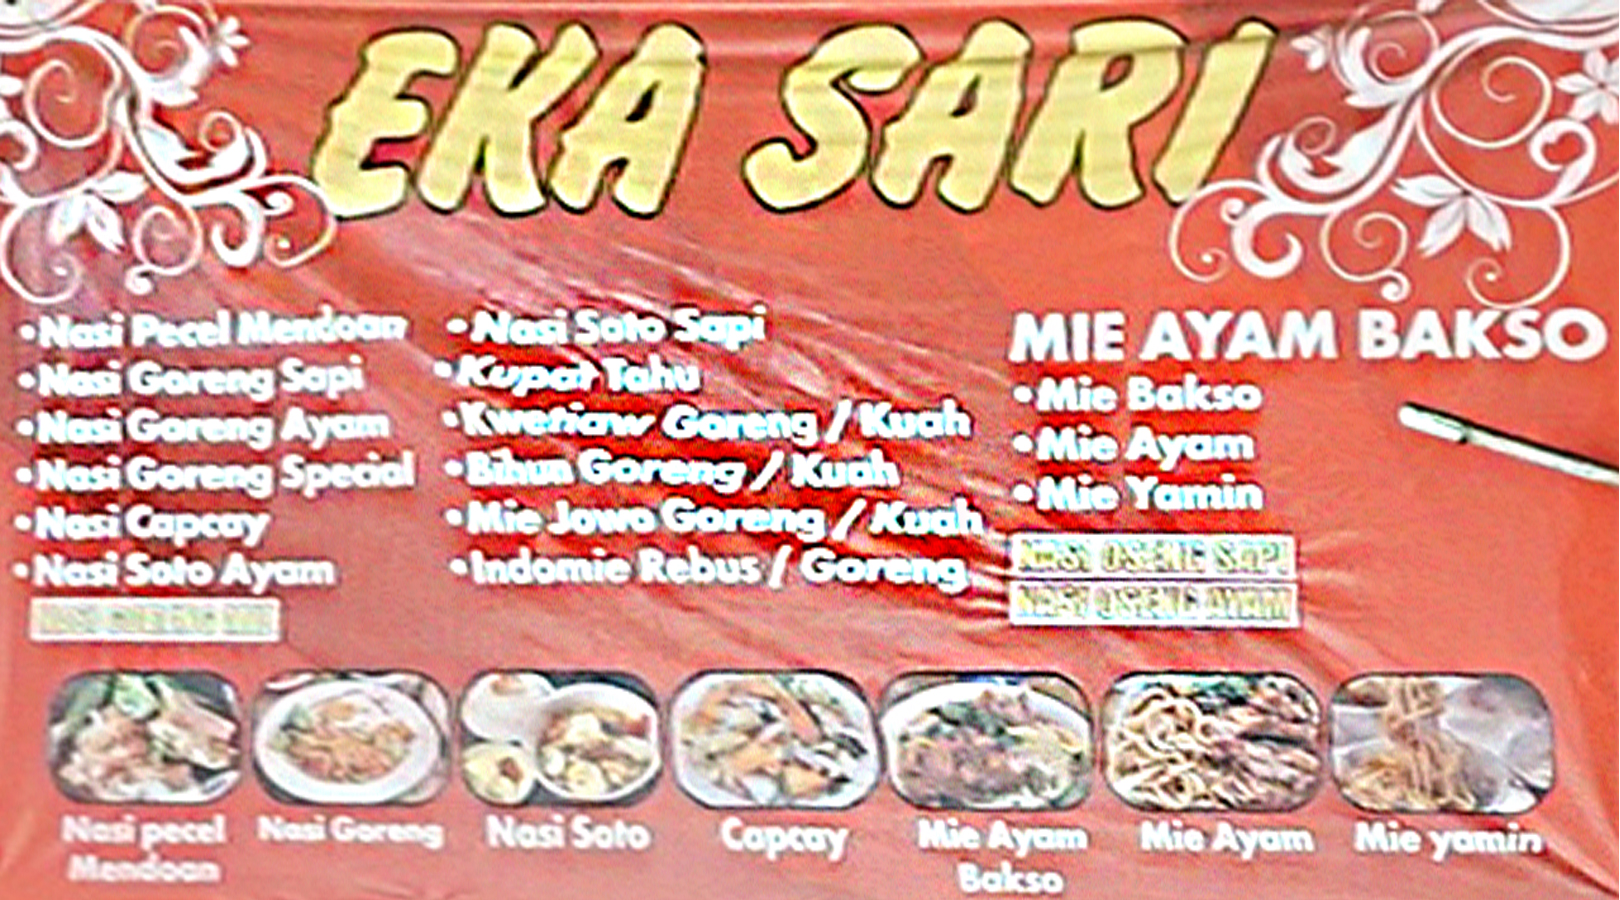 EKA SARI
•Nasi Pecel Mendoan
•Nasi Goreng Sapi
•Nasi Goreng Ayam
•Nasi Goreng Special
•Nasi Capcay
•Nasi Soto Ayam
•Nasi Soto Sapi
•Kupat Tahu
•Kwetiaw Goreng / Kuah
•Bihun Goreng / Kuah
•Mie Jowo Goreng / Kuah
•Indomie Rebus / Goreng
MIE AYAM BAKSO
•Mie Bakso
•Mie Ayam
•Mie Yamin
NASI OSENG SAPI
NASI OSENG AYAM
Nasi pecel
Mendoan
Nasi Goreng
Nasi Soto
Capcay
Mie Ayam
Bakso
Mie Ayam
Mie yamin